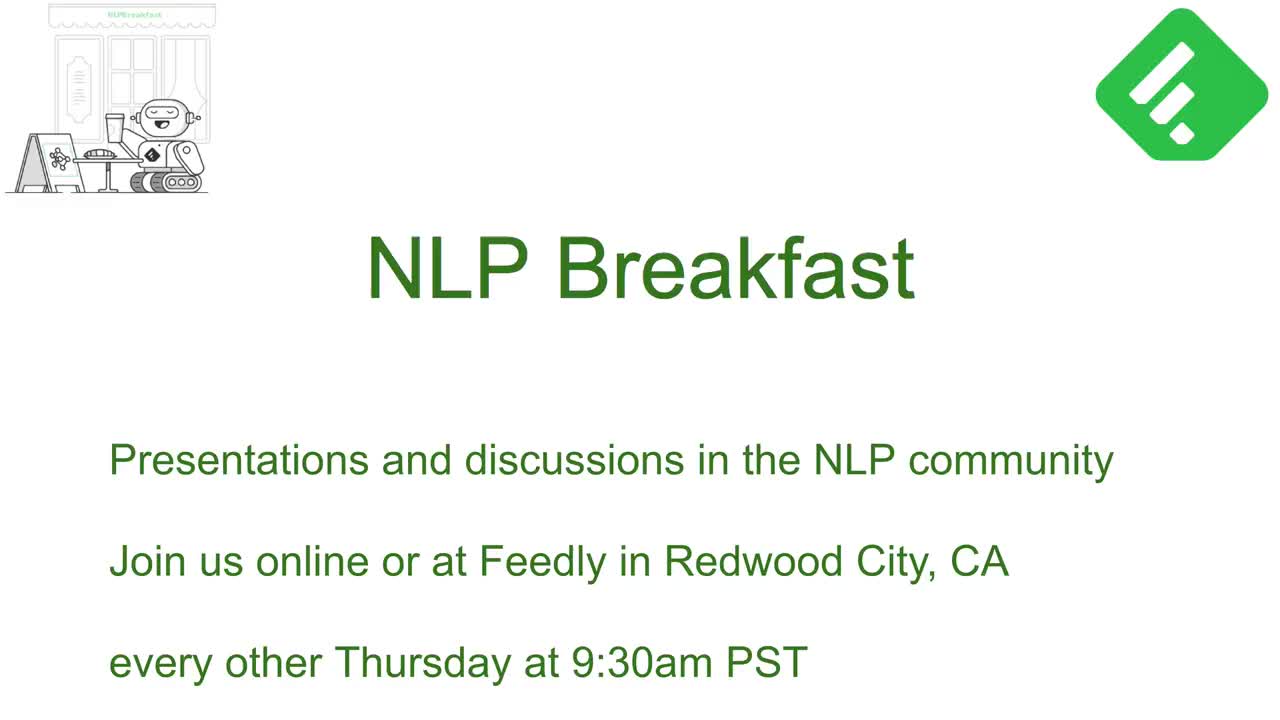 NLPBreakfast
NLP Breakfast
Presentations and discussions in the NLP community
Join us online or at Feedly in Redwood City, CA
every other Thursday at 9:30am PST